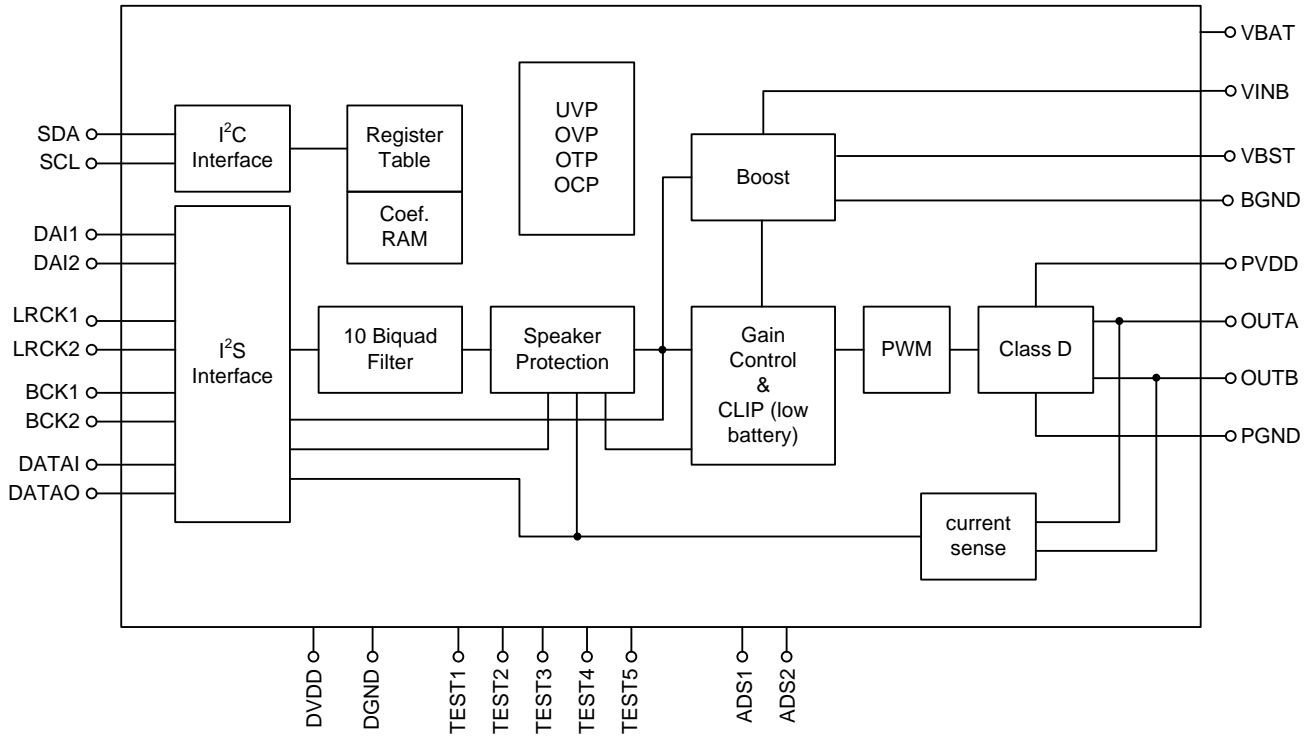 VBAT
VINB
VBST
BGND
PVDD
OUTA
OUTB
PGND
SDA
SCL
DAI1
DAI2
LRCK1
LRCK2
BCK1
BCK2
DATAI
DATAO
I²C
Interface
Register
Table
Coef.
RAM
UVP
OVP
OTP
OCP
Boost
I²S
Interface
10 Biquad
Filter
Speaker
Protection
Gain
Control
&
CLIP (low
battery)
PWM
Class D
current
sense
DVDD
DGND
TEST1
TEST2
TEST3
TEST4
TEST5
ADS1
ADS2